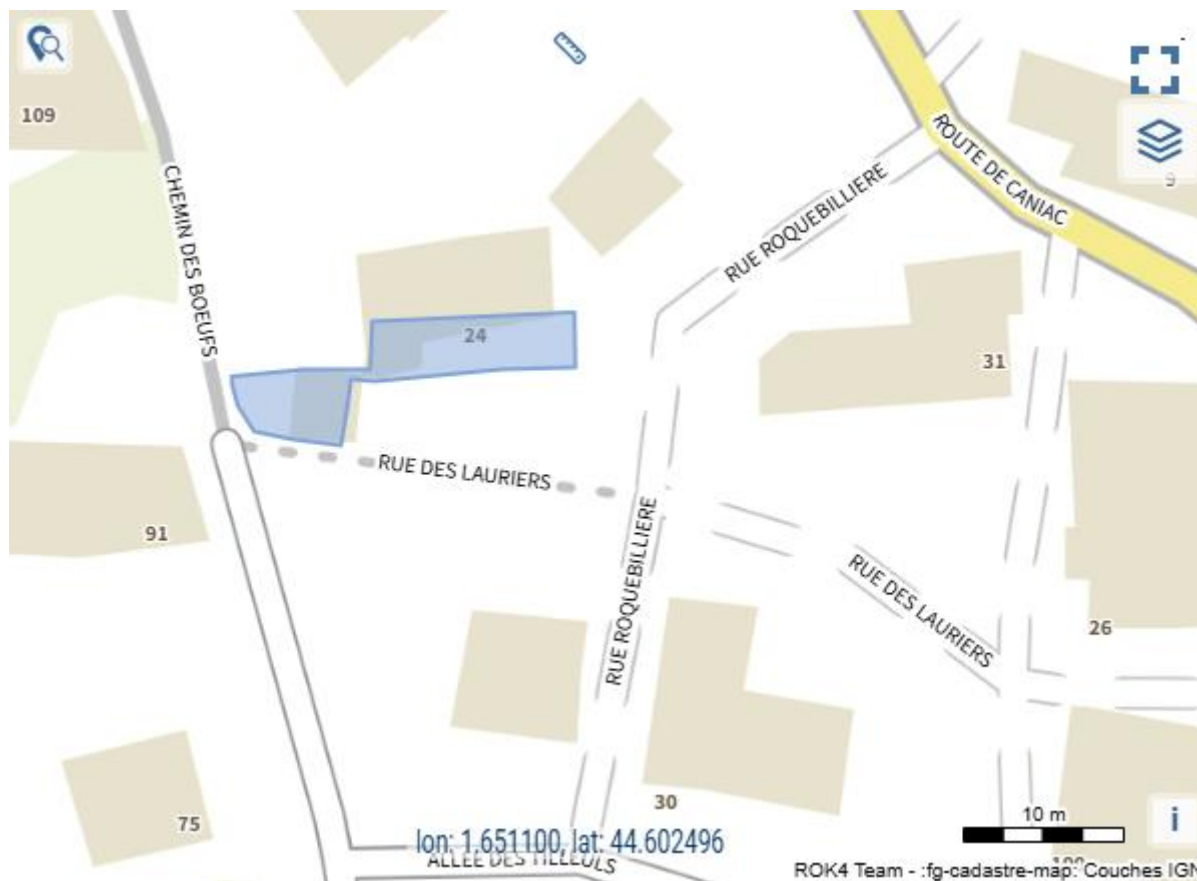 109
CHEMIN DES BOEUFS
ROUTE DE CANIAC
9
RUE ROQUEBILLIERE
24
31
RUE DES LAURIERS
91
RUE ROQUEBILLIERE
RUE DES LAURIERS
26
75
30
10 m
i
lon: 1.651100, lat: 44.602496
ALLEE DES TILLEULS
ROK4 Team - :fg-cadastre-map: Couches IGN